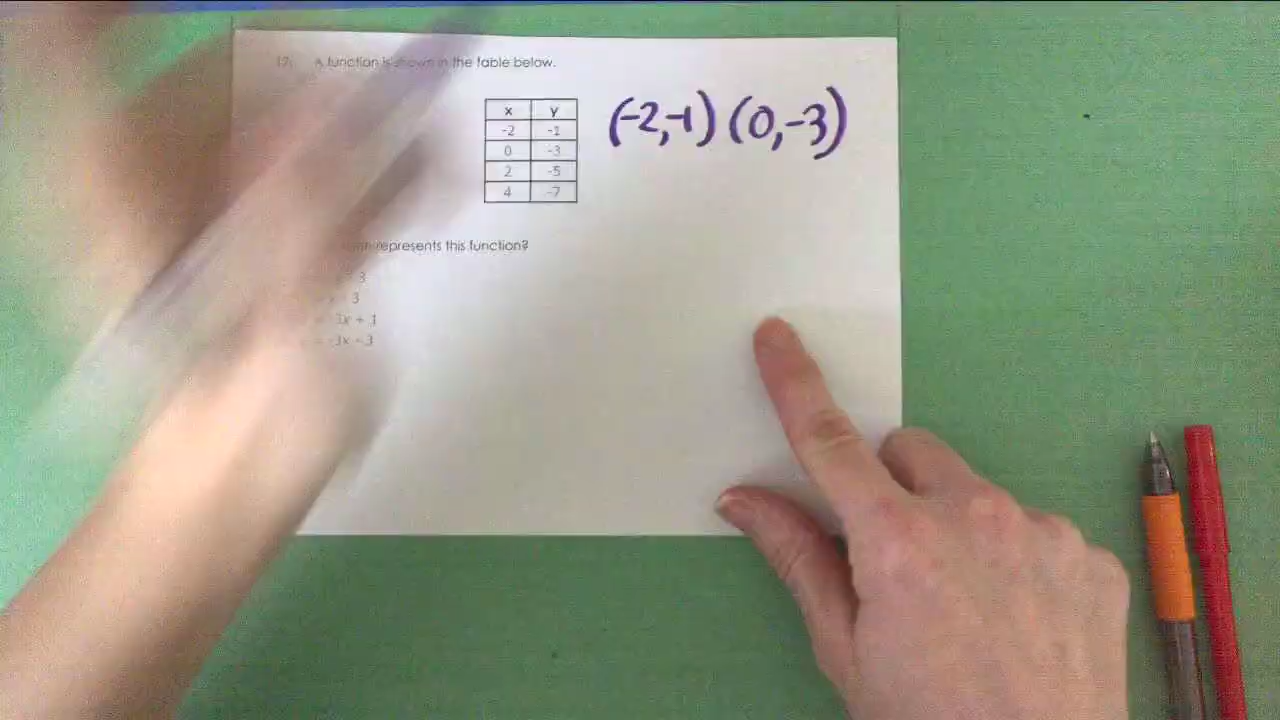 17. A function is shown in the table below.
x y
-2 -1
0 -3
2 -5
4 -7
(-2,-1) (0,-3)
represents this function?
3
3
3x + 1
-3x - 3